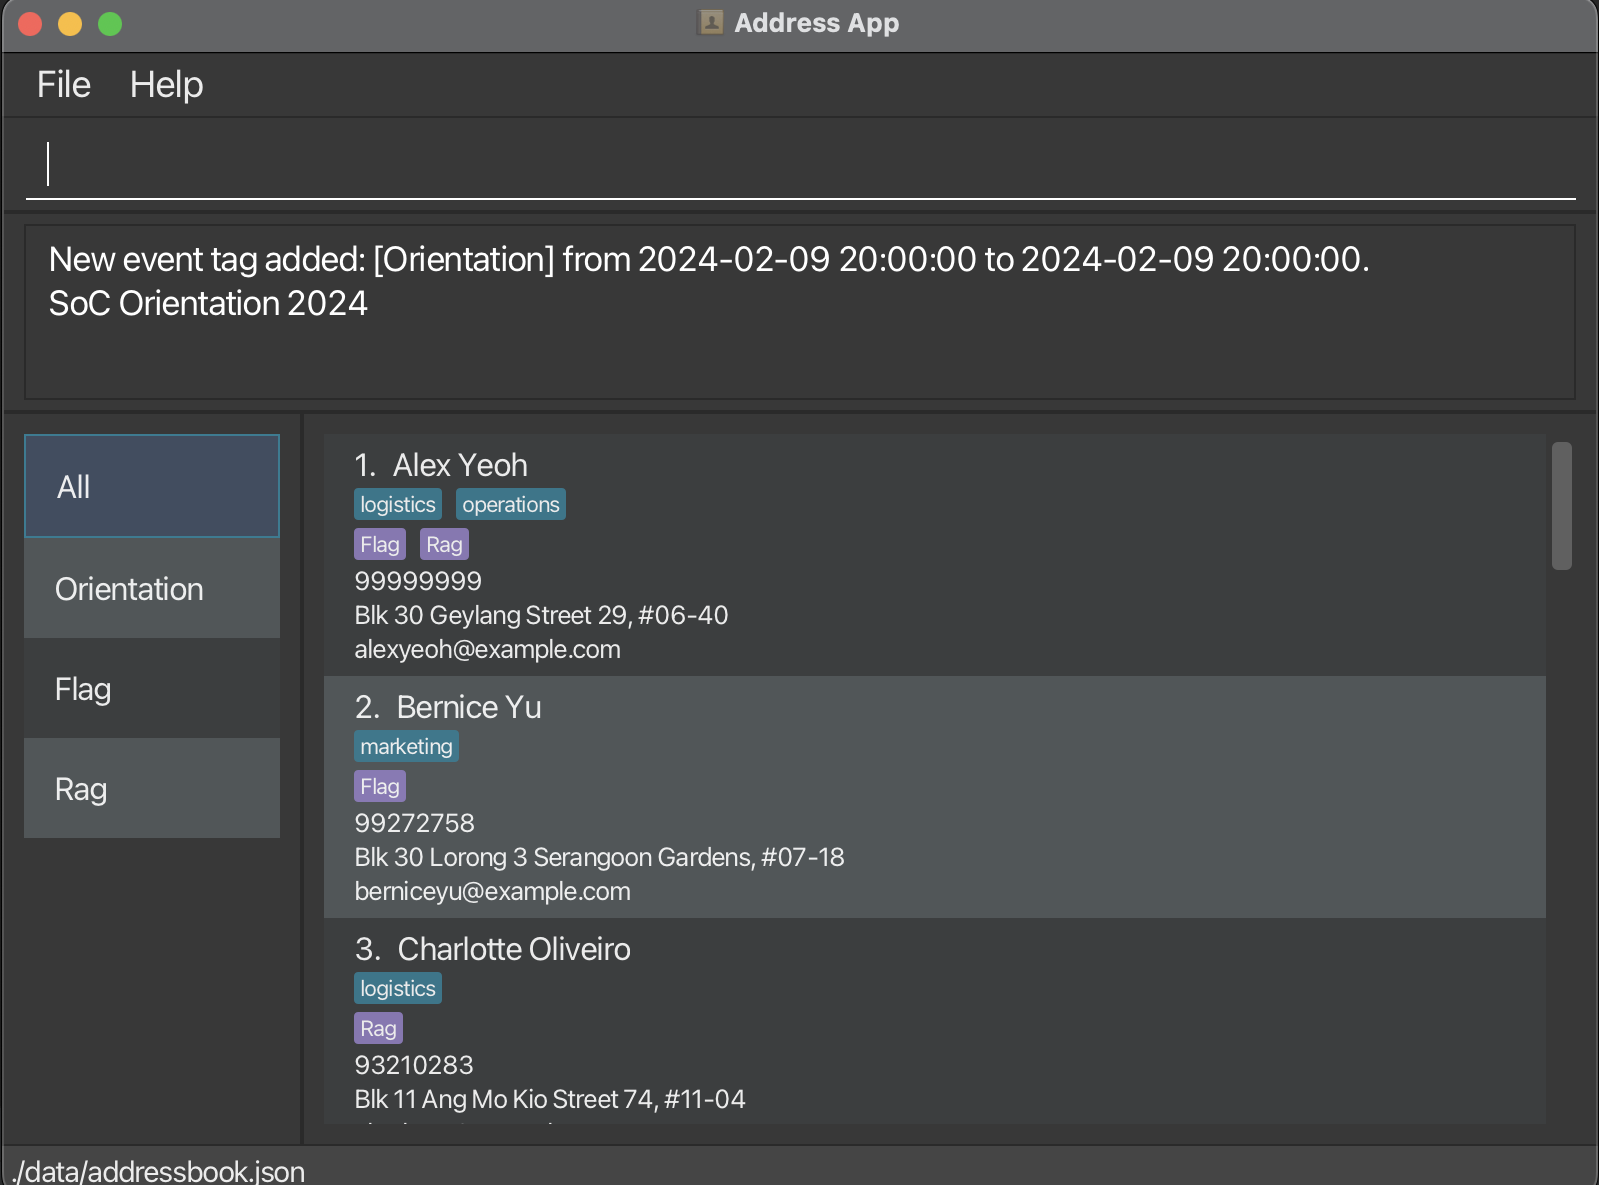 Address App
File Help
New event tag added: [Orientation] from 2024-02-09 20:00:00 to 2024-02-09 20:00:00.
SoC Orientation 2024
All
Orientation
Flag
Rag
1. Alex Yeoh
logistics operations
Flag Rag
99999999
Blk 30 Geylang Street 29, #06-40
alexyeoh@example.com
2. Bernice Yu
marketing
Flag
99272758
Blk 30 Lorong 3 Serangoon Gardens, #07-18
berniceyu@example.com
3. Charlotte Oliveiro
logistics
Rag
93210283
Blk 11 Ang Mo Kio Street 74, #11-04
./data/addressbook.json